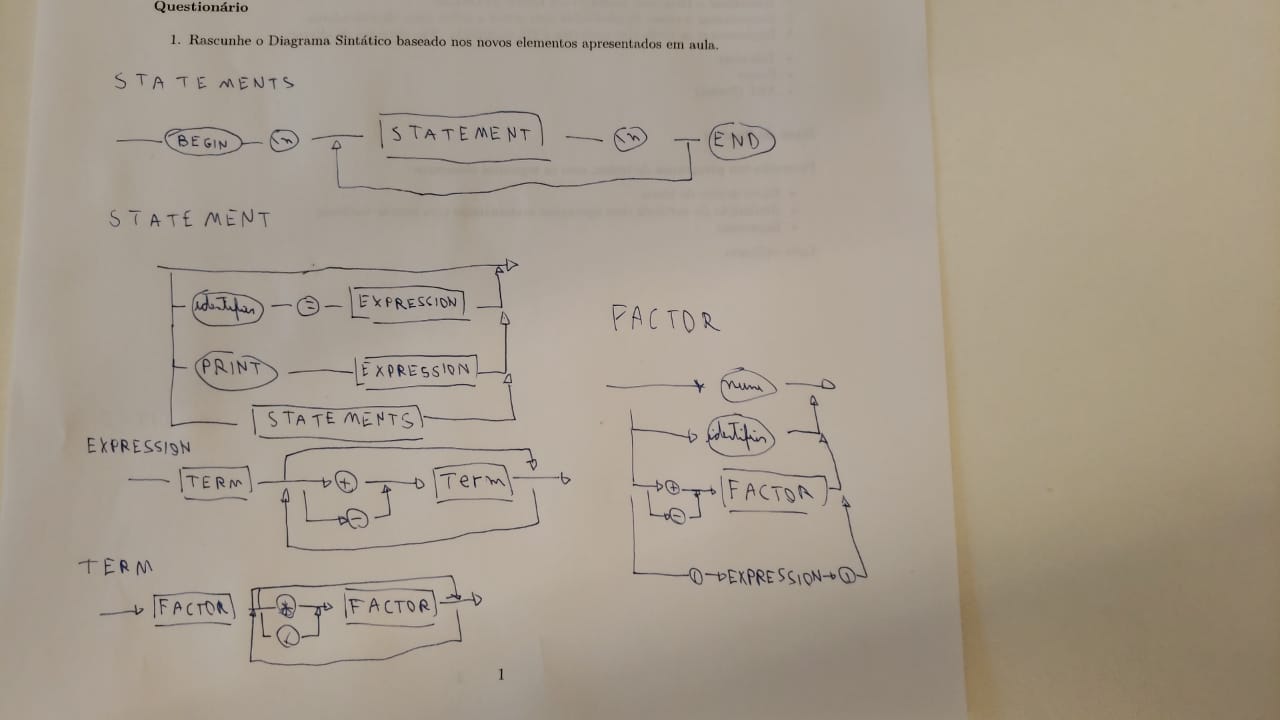 Questionário
1. Rascunhe o Diagrama Sintático baseado nos novos elementos apresentados em aula.
STATEMENTS
BEGIN \n STATEMENT \n END
STATEMENT
identifier = EXPRESSION
PRINT EXPRESSION
STATEMENTS
EXPRESSION
TERM + Term
-
TERM
FACTOR * FACTOR
/
FACTOR
num
identifier
+ FACTOR
-
( EXPRESSION )
1